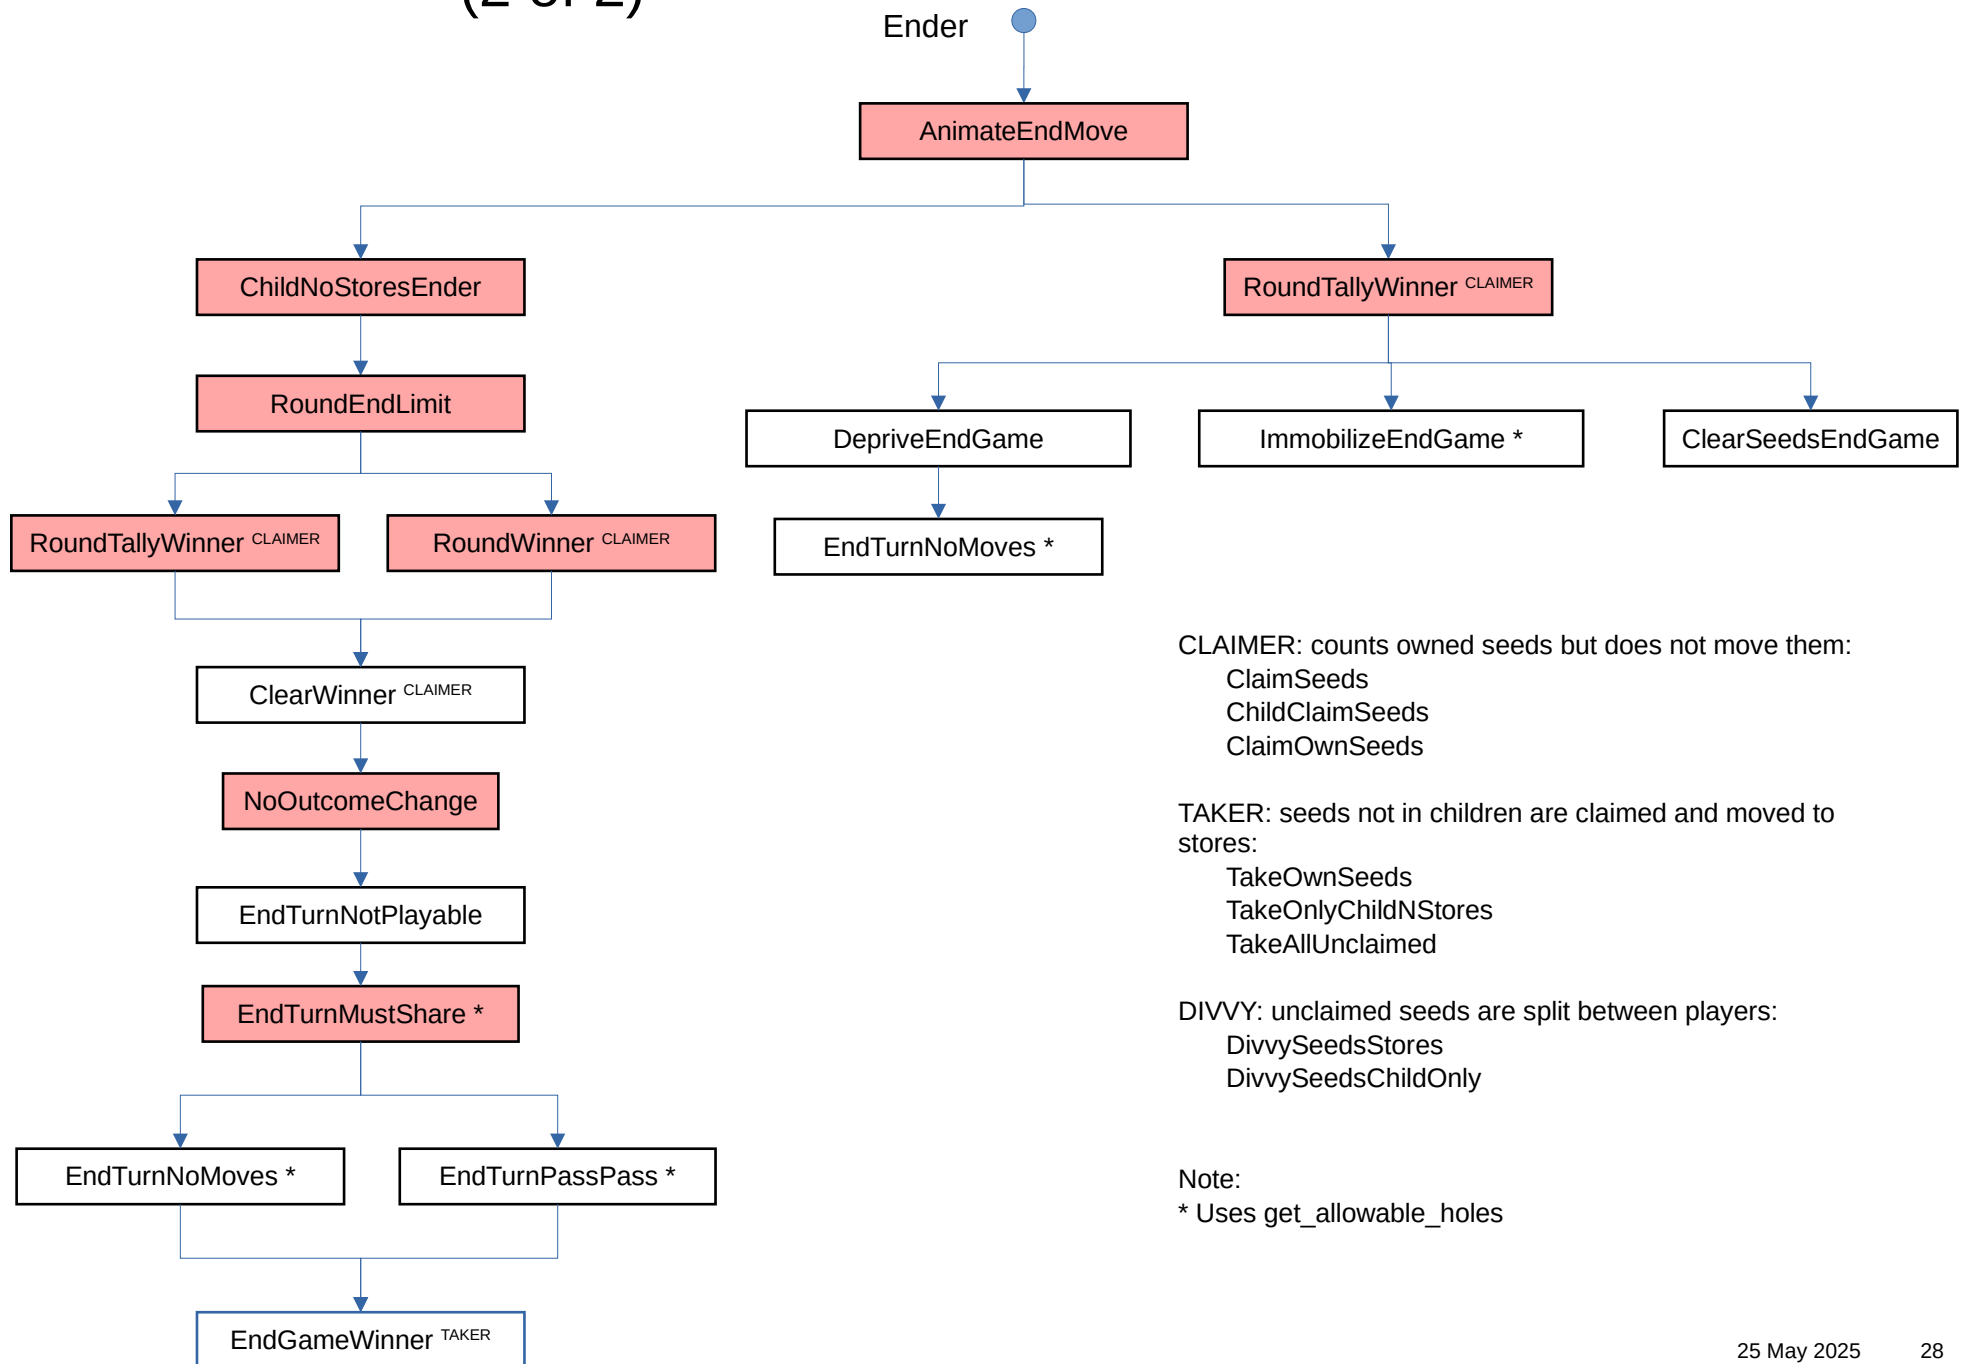 (2 of 2)
Ender
AnimateEndMove
ChildNoStoresEnder
RoundTallyWinner CLAIMER
RoundEndLimit
DepriveEndGame
ImmobilizeEndGame *
ClearSeedsEndGame
RoundTallyWinner CLAIMER
RoundWinner CLAIMER
EndTurnNoMoves *
ClearWinner CLAIMER
NoOutcomeChange
EndTurnNotPlayable
EndTurnMustShare *
EndTurnNoMoves *
EndTurnPassPass *
EndGameWinner TAKER
CLAIMER: counts owned seeds but does not move them:
ClaimSeeds
ChildClaimSeeds
ClaimOwnSeeds
TAKER: seeds not in children are claimed and moved to
stores:
TakeOwnSeeds
TakeOnlyChildNStores
TakeAllUnclaimed
DIVVY: unclaimed seeds are split between players:
DivvySeedsStores
DivvySeedsChildOnly
Note:
* Uses get_allowable_holes
25 May 2025
28